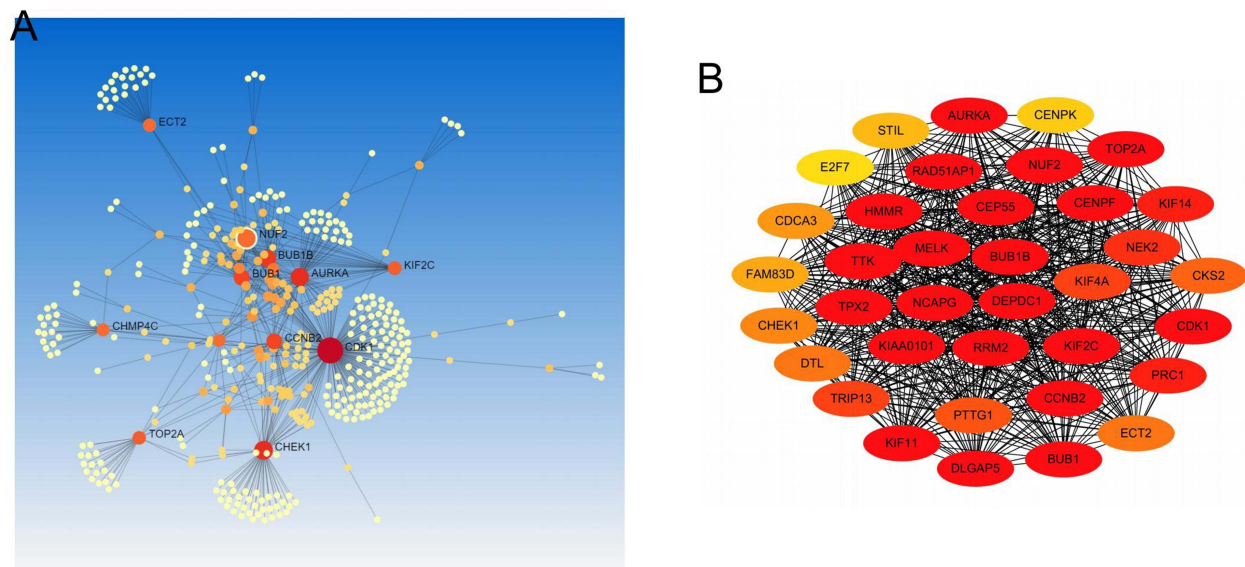 A
ECT2
NUF2
BUB1B
KIF2C
BUB1
AURKA
CHMP4C
CCNB2
CDK1
TOP2A
CHEK1
B
AURKA
CENPK
STIL
TOP2A
E2F7
RAD51AP1
NUF2
HMMR
CEP55
CENPF
KIF14
CDCA3
MELK
BUB1B
NEK2
TTK
FAM83D
KIF4A
CKS2
TPX2
NCAPG
DEPDC1
CHEK1
CDK1
KIAA0101
RRM2
KIF2C
DTL
PRC1
TRIP13
CCNB2
PTTG1
ECT2
KIF11
BUB1
DLGAP5